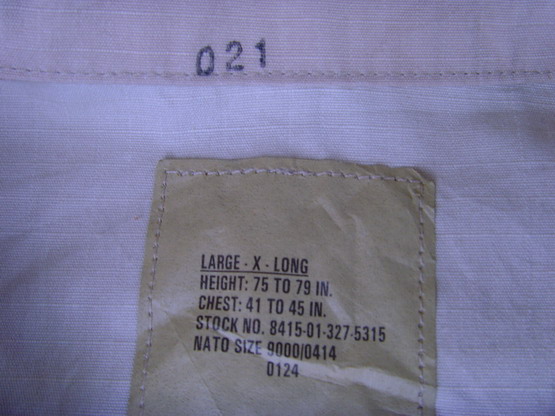 021
LARGE - X - LONG
HEIGHT: 75 TO 79 IN.
CHEST: 41 TO 45 IN.
STOCK NO. 8415-01-327-5315
NATO SIZE 9000/0414
0124